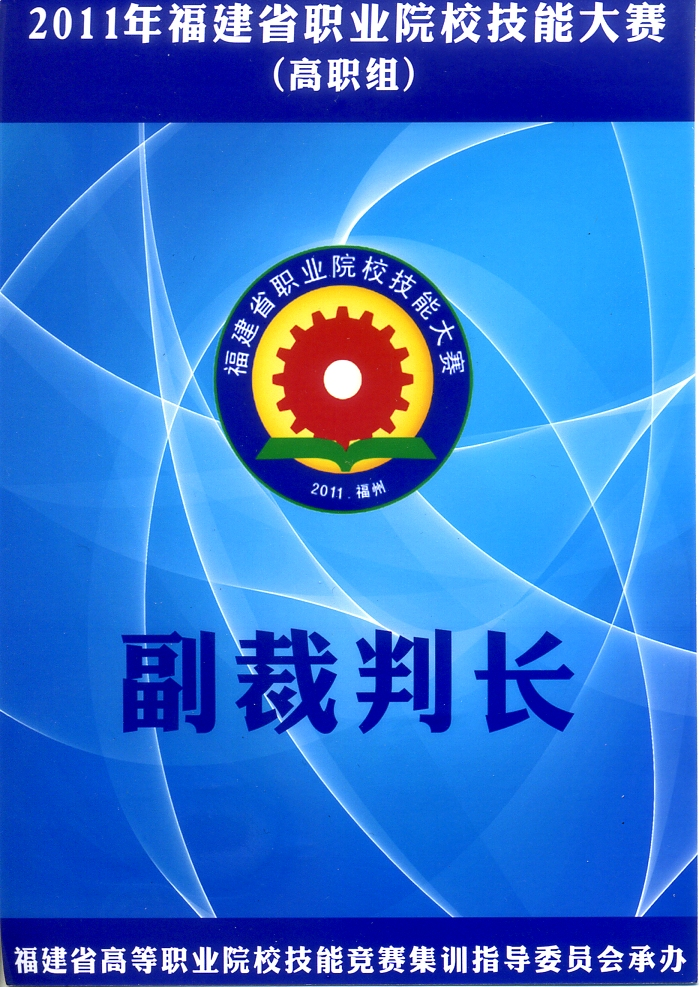 2011年福建省职业院校技能大赛
(高职组)
福建省职业院校技能大赛
2011.福州
副裁判长
福建省高等职业院校技能竞赛集训指导委员会承办